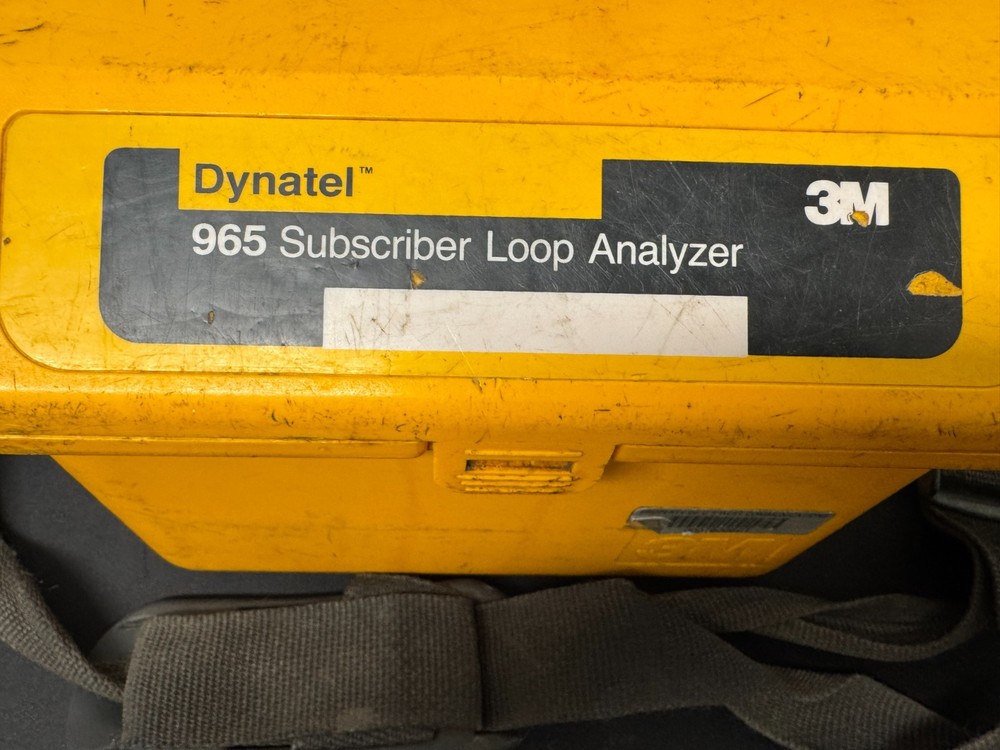 Dynatel™
3M
965 Subscriber Loop Analyzer